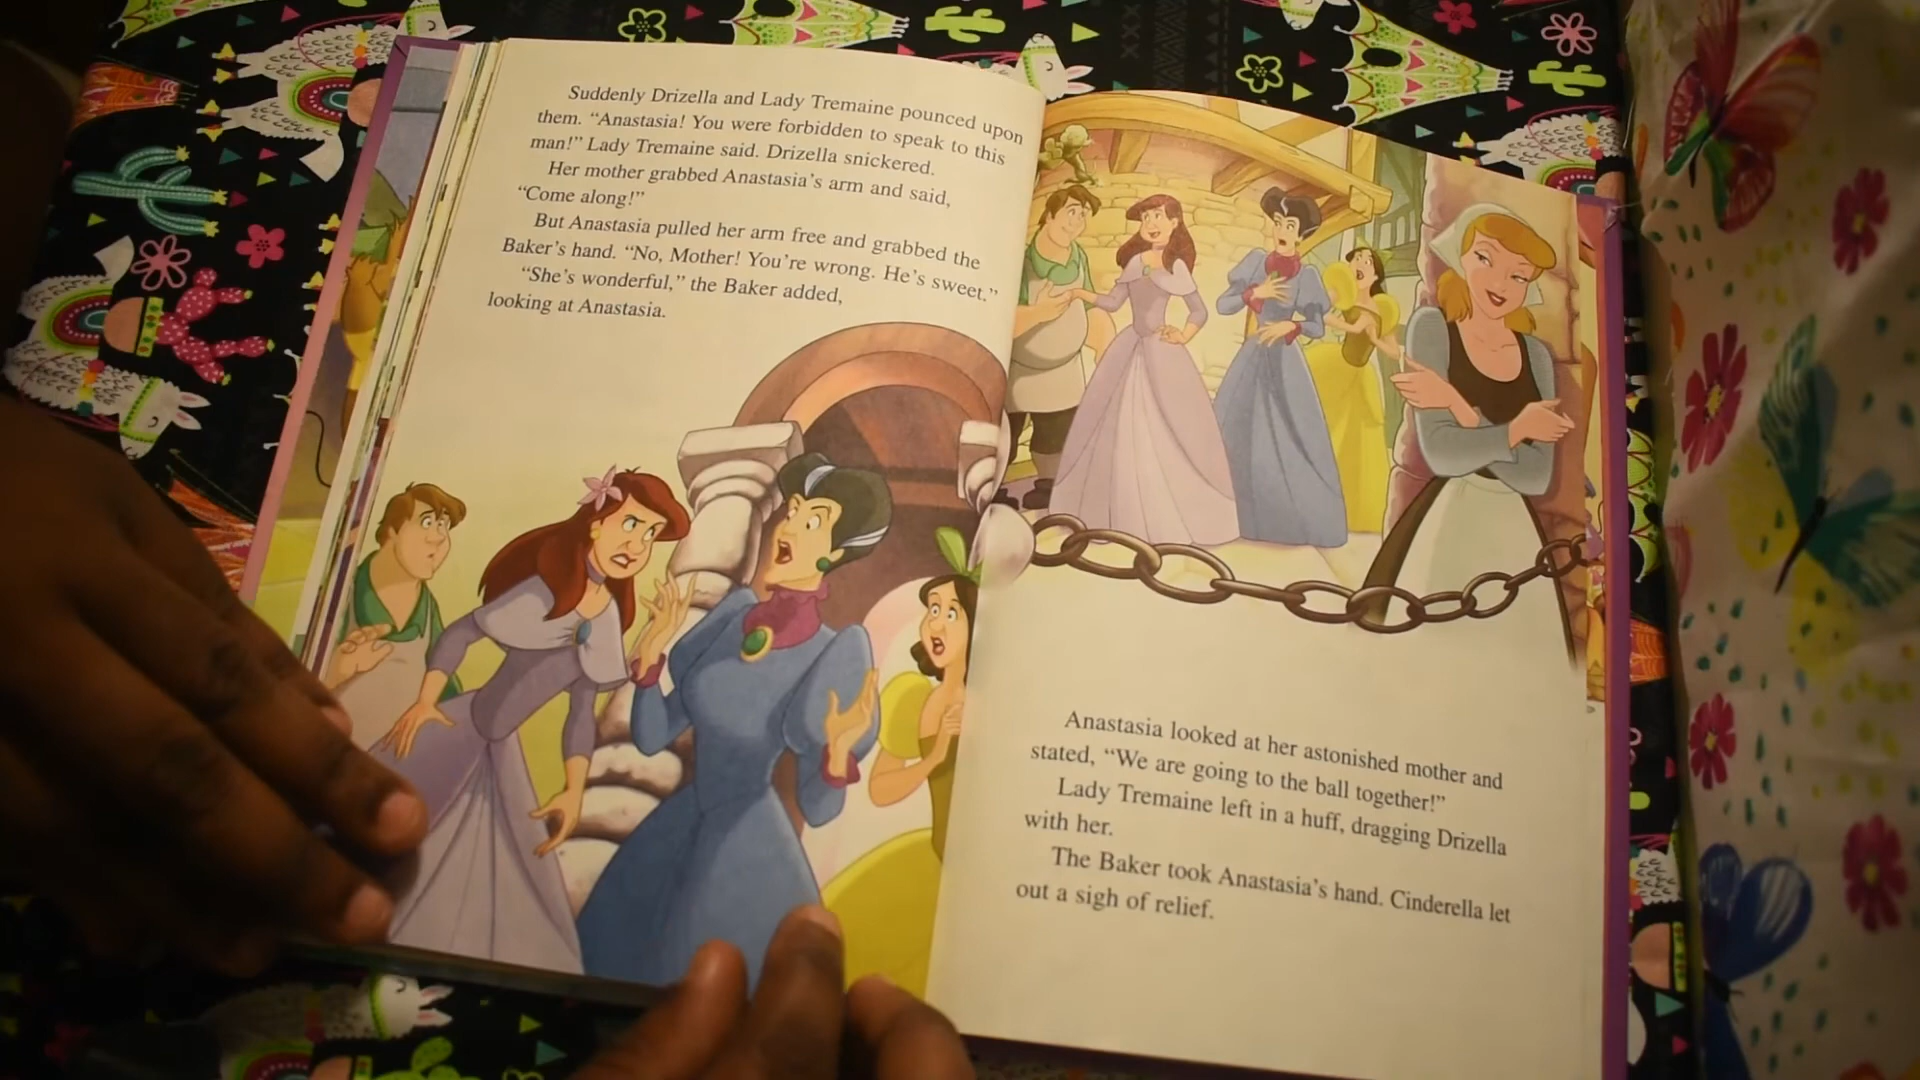 Suddenly Drizella and Lady Tremaine pounced upon
them. “Anastasia! You were forbidden to speak to this
man!” Lady Tremaine said. Drizella snickered.
Her mother grabbed Anastasia’s arm and said,
“Come along!”
But Anastasia pulled her arm free and grabbed the
Baker’s hand. “No, Mother! You’re wrong. He’s sweet.”
“She’s wonderful,” the Baker added,
looking at Anastasia.
Anastasia looked at her astonished mother and
stated, “We are going to the ball together!”
Lady Tremaine left in a huff, dragging Drizella
with her.
The Baker took Anastasia’s hand. Cinderella let
out a sigh of relief.